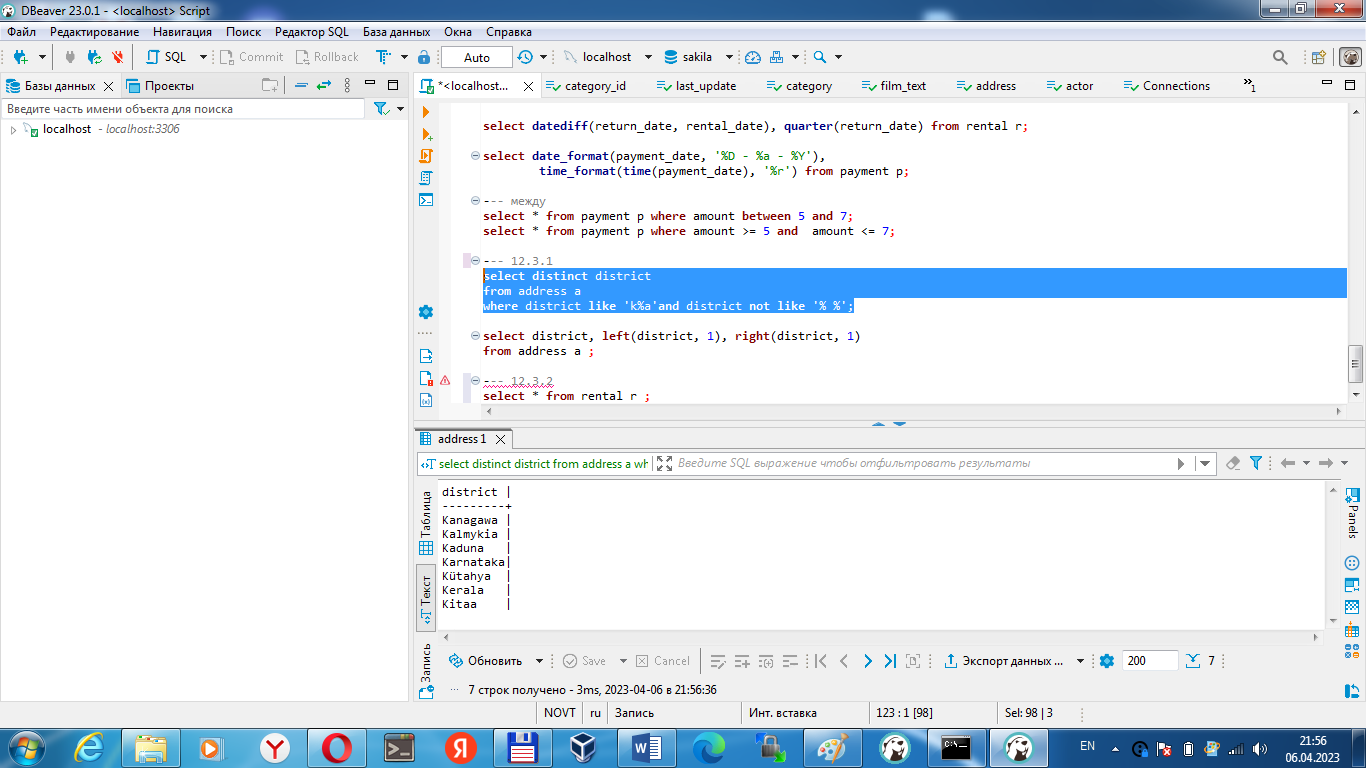 DBeaver 23.0.1 - <localhost> Script
Файл Редактирование Навигация Поиск Редактор SQL База данных Окна Справка
SQL Commit Rollback Auto localhost sakila
Базы данных Проекты
*<localhost... category_id last_update category film_text address actor Connections 1
Введите часть имени объекта для поиска
localhost - localhost:3306
select datediff(return_date, rental_date), quarter(return_date) from rental r;
select date_format(payment_date, '%D - %a - %Y'),
time_format(time(payment_date), '%r') from payment p;
--- между
select * from payment p where amount between 5 and 7;
select * from payment p where amount >= 5 and  amount <= 7;
--- 12.3.1
select distinct district
from address a
where district like 'k%a'and district not like '% %';
select district, left(district, 1), right(district, 1)
from address a ;
--- 12.3.2
select * from rental r ;
address 1
select distinct district from address a wh
Введите SQL выражение чтобы отфильтровать результаты
Таблица
Текст
Запись
district |
---------+
Kanagawa |
Kalmykia |
Kaduna |
Karnataka|
Kütahya |
Kerala |
Kitaa |
Panels
Обновить Save Cancel Экспорт данных ... 200 7
7 строк получено - 3ms, 2023-04-06 в 21:56:36
NOVT ru Запись Инт. вставка 123 : 1 [98] Sel: 98 | 3
EN 21:56
06.04.2023